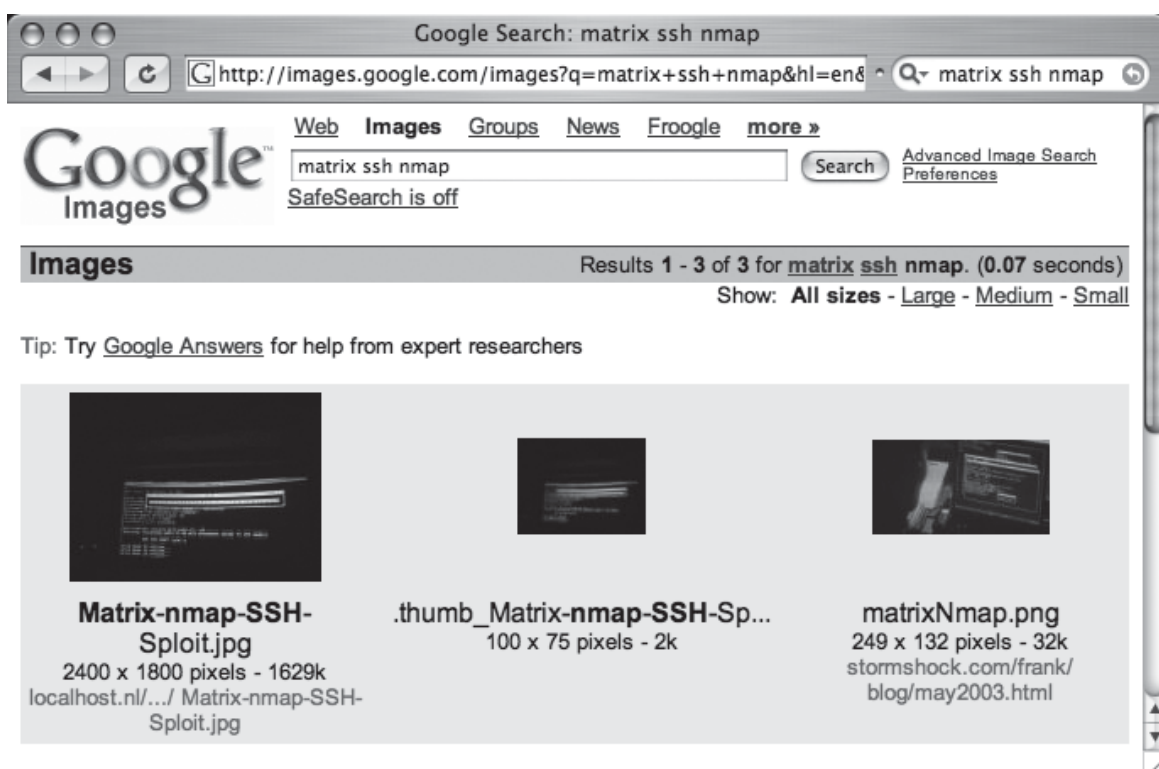 Google Search: matrix ssh nmap
G http://images.google.com/images?q=matrix+ssh+nmap&hl=en& matrix ssh nmap
Web Images Groups News Froogle more »
Google™
Images
matrix ssh nmap Search Advanced Image Search
Preferences
SafeSearch is off
Images Results 1 - 3 of 3 for matrix ssh nmap. (0.07 seconds)
Show: All sizes - Large - Medium - Small
Tip: Try Google Answers for help from expert researchers
Matrix-nmap-SSH-
Sploit.jpg
2400 x 1800 pixels - 1629k
localhost.nl/.../ Matrix-nmap-SSH-
Sploit.jpg
.thumb_Matrix-nmap-SSH-Sp...
100 x 75 pixels - 2k
matrixNmap.png
249 x 132 pixels - 32k
stormshock.com/frank/
blog/may2003.html